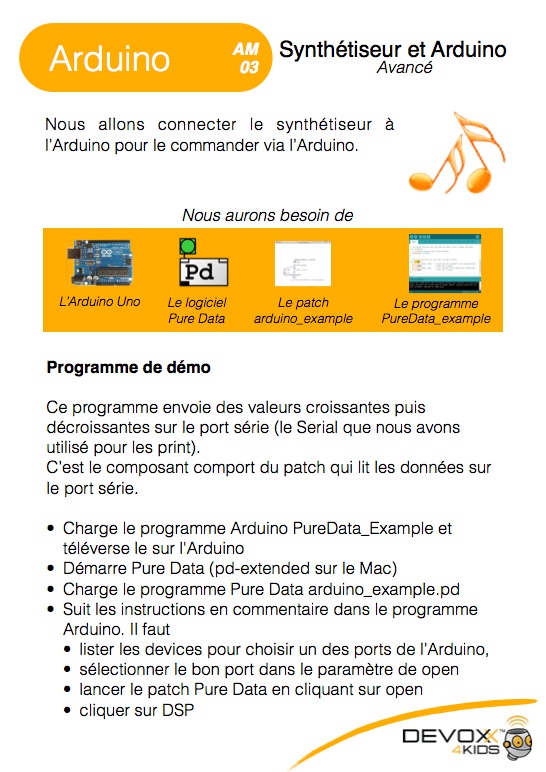 Arduino
AM
03
Synthétiseur et Arduino
Avancé
Nous allons connecter le synthétiseur à
l'Arduino pour le commander via l'Arduino.
Nous aurons besoin de
Pd
L'Arduino Uno
Le logiciel
Pure Data
Le patch
arduino_example
Le programme
PureData_example
Programme de démo
Ce programme envoie des valeurs croissantes puis
décroissantes sur le port série (le Serial que nous avons
utilisé pour les print).
C'est le composant comport du patch qui lit les données sur
le port série.
• Charge le programme Arduino PureData_Example et
téléverse le sur l'Arduino
• Démarre Pure Data (pd-extended sur le Mac)
• Charge le programme Pure Data arduino_example.pd
• Suit les instructions en commentaire dans le programme
Arduino. Il faut
• lister les devices pour choisir un des ports de l'Arduino,
• sélectionner le bon port dans le paramètre de open
• lancer le patch Pure Data en cliquant sur open
• cliquer sur DSP
DEVOXX™
4KIDS